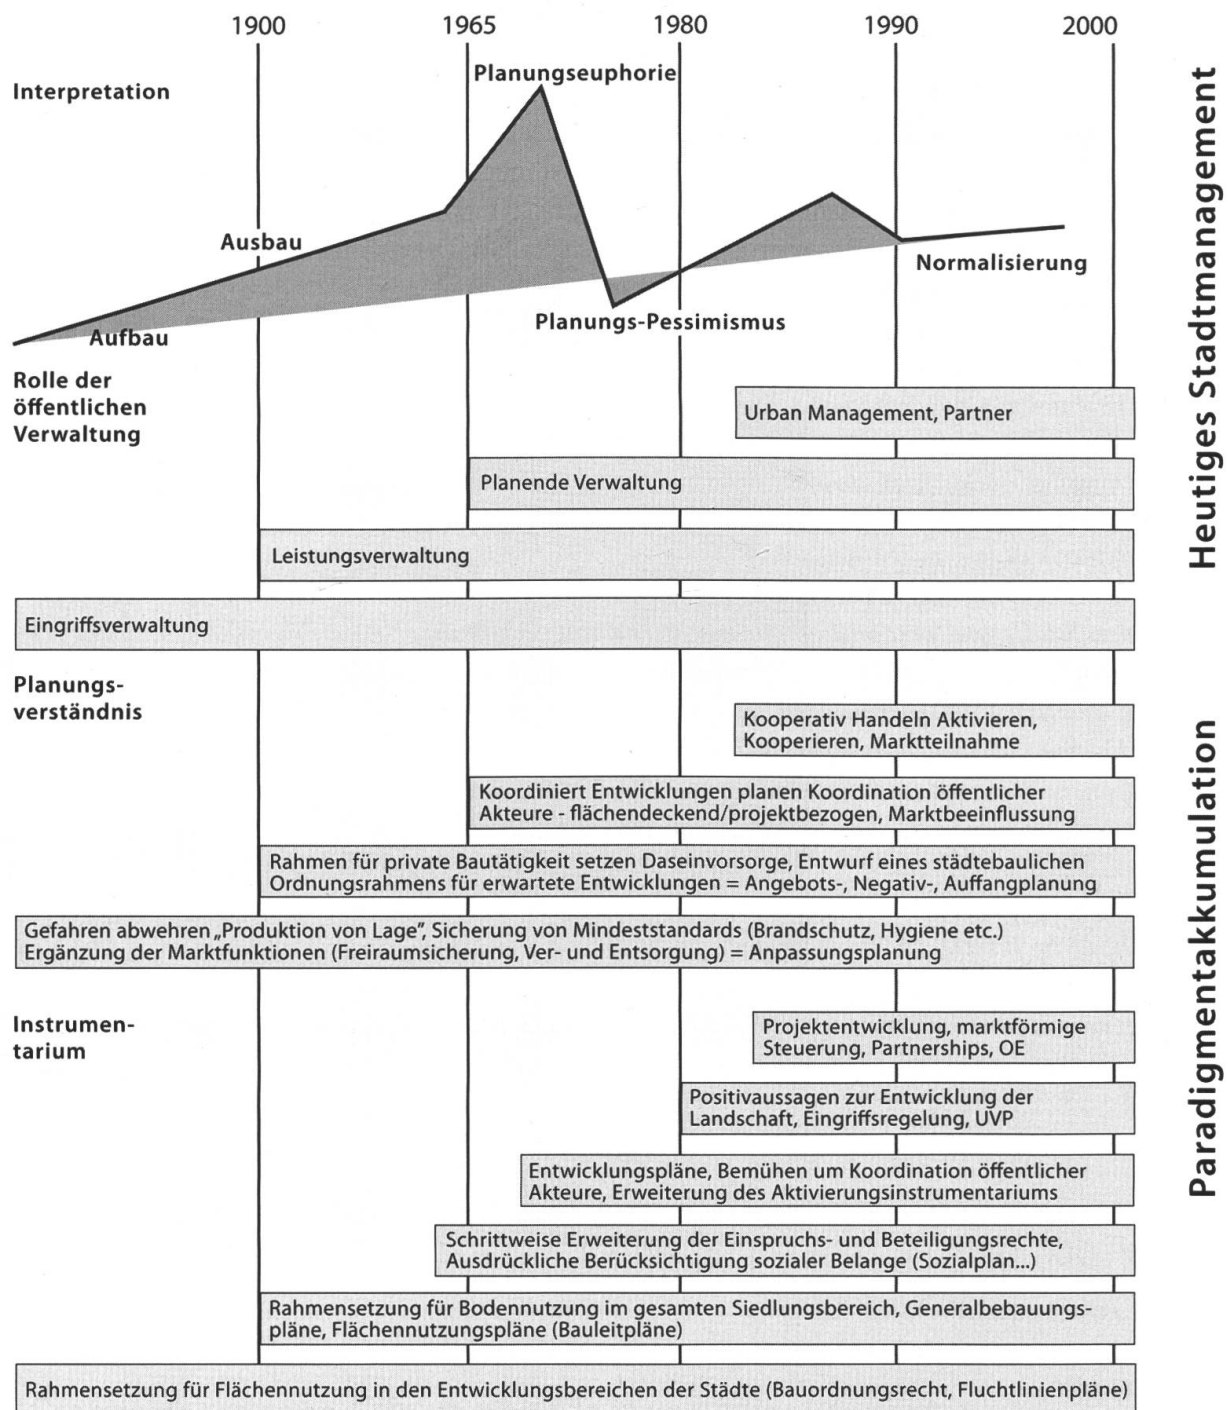 1900 1965 1980 1990 2000
Planungseuphorie
Interpretation
Ausbau
Normalisierung
Planungs-Pessimismus
Aufbau
Rolle der
öffentlichen
Verwaltung
Urban Management, Partner
Planende Verwaltung
Leistungsverwaltung
Eingriffsverwaltung
Planungs-
verständnis
Kooperativ Handeln Aktivieren,
Kooperieren, Marktteilnahme
Koordiniert Entwicklungen planen Koordination öffentlicher
Akteure - flächendeckend/projektbezogen, Marktbeeinflussung
Rahmen für private Bautätigkeit setzen Daseinvorsorge, Entwurf eines städtebaulichen
Ordnungsrahmens für erwartete Entwicklungen = Angebots-, Negativ-, Auffangplanung
Gefahren abwehren „Produktion von Lage”, Sicherung von Mindeststandards (Brandschutz, Hygiene etc.)
Ergänzung der Marktfunktionen (Freiraumsicherung, Ver- und Entsorgung) = Anpassungsplanung
Instrumen-
tarium
Projektentwicklung, marktförmige
Steuerung, Partnerships, OE
Positivaussagen zur Entwicklung der
Landschaft, Eingriffsregelung, UVP
Entwicklungspläne, Bemühen um Koordination öffentlicher
Akteure, Erweiterung des Aktivierungsinstrumentariums
Schrittweise Erweiterung der Einspruchs- und Beteiligungsrechte,
Ausdrückliche Berücksichtigung sozialer Belange (Sozialplan...)
Rahmensetzung für Bodennutzung im gesamten Siedlungsbereich, Generalbebauungs-
pläne, Flächennutzungspläne (Bauleitpläne)
Rahmensetzung für Flächennutzung in den Entwicklungsbereichen der Städte (Bauordnungsrecht, Fluchtlinienpläne)
Heutiges Stadtmanagement
Paradigmentakkumulation